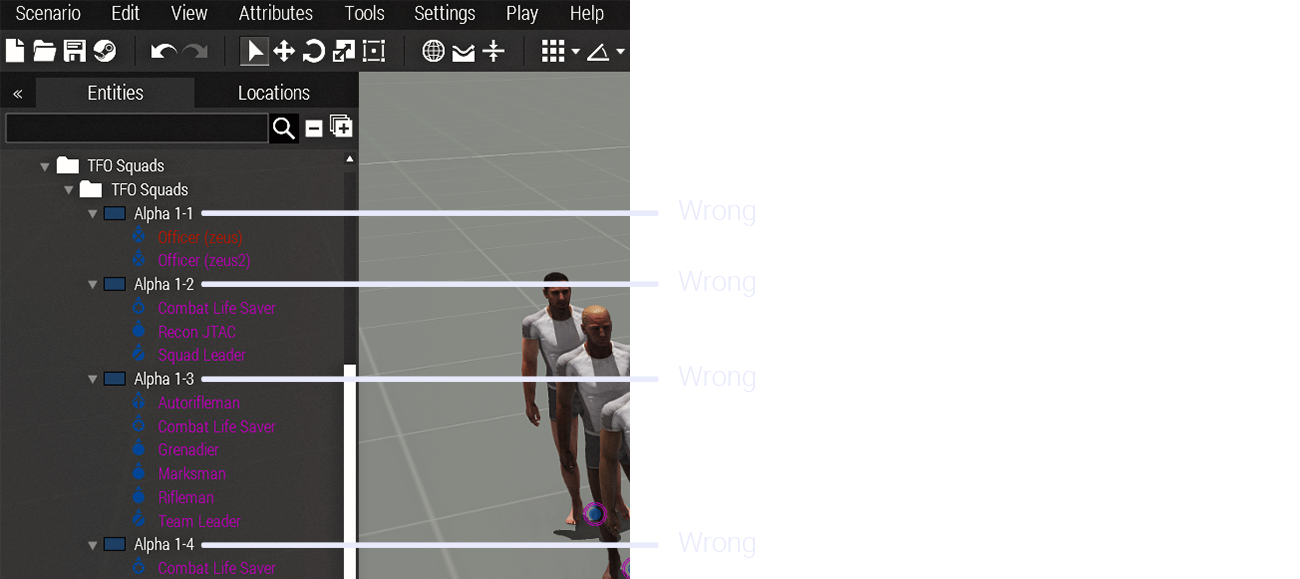 Scenario Edit View Attributes Tools Settings Play Help
Entities Locations
TFO Squads
TFO Squads
Alpha 1-1 Wrong
Officer (zeus)
Officer (zeus2)
Alpha 1-2 Wrong
Combat Life Saver
Recon JTAC
Squad Leader
Alpha 1-3 Wrong
Autorifleman
Combat Life Saver
Grenadier
Marksman
Rifleman
Team Leader
Alpha 1-4 Wrong
Combat Life Saver